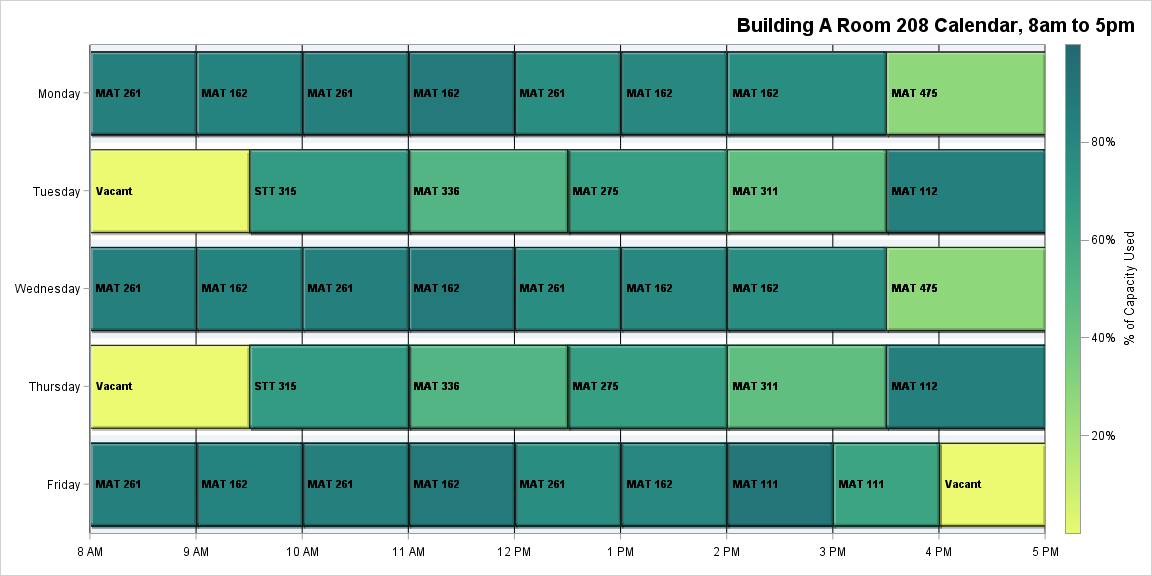 Building A Room 208 Calendar, 8am to 5pm
Monday
MAT 261
MAT 162
MAT 261
MAT 162
MAT 261
MAT 162
MAT 162
MAT 475
Tuesday
Vacant
STT 315
MAT 336
MAT 275
MAT 311
MAT 112
Wednesday
MAT 261
MAT 162
MAT 261
MAT 162
MAT 261
MAT 162
MAT 162
MAT 475
Thursday
Vacant
STT 315
MAT 336
MAT 275
MAT 311
MAT 112
Friday
MAT 261
MAT 162
MAT 261
MAT 162
MAT 261
MAT 162
MAT 111
MAT 111
Vacant
8 AM
9 AM
10 AM
11 AM
12 PM
1 PM
2 PM
3 PM
4 PM
5 PM
80%
60%
40%
20%
% of Capacity Used